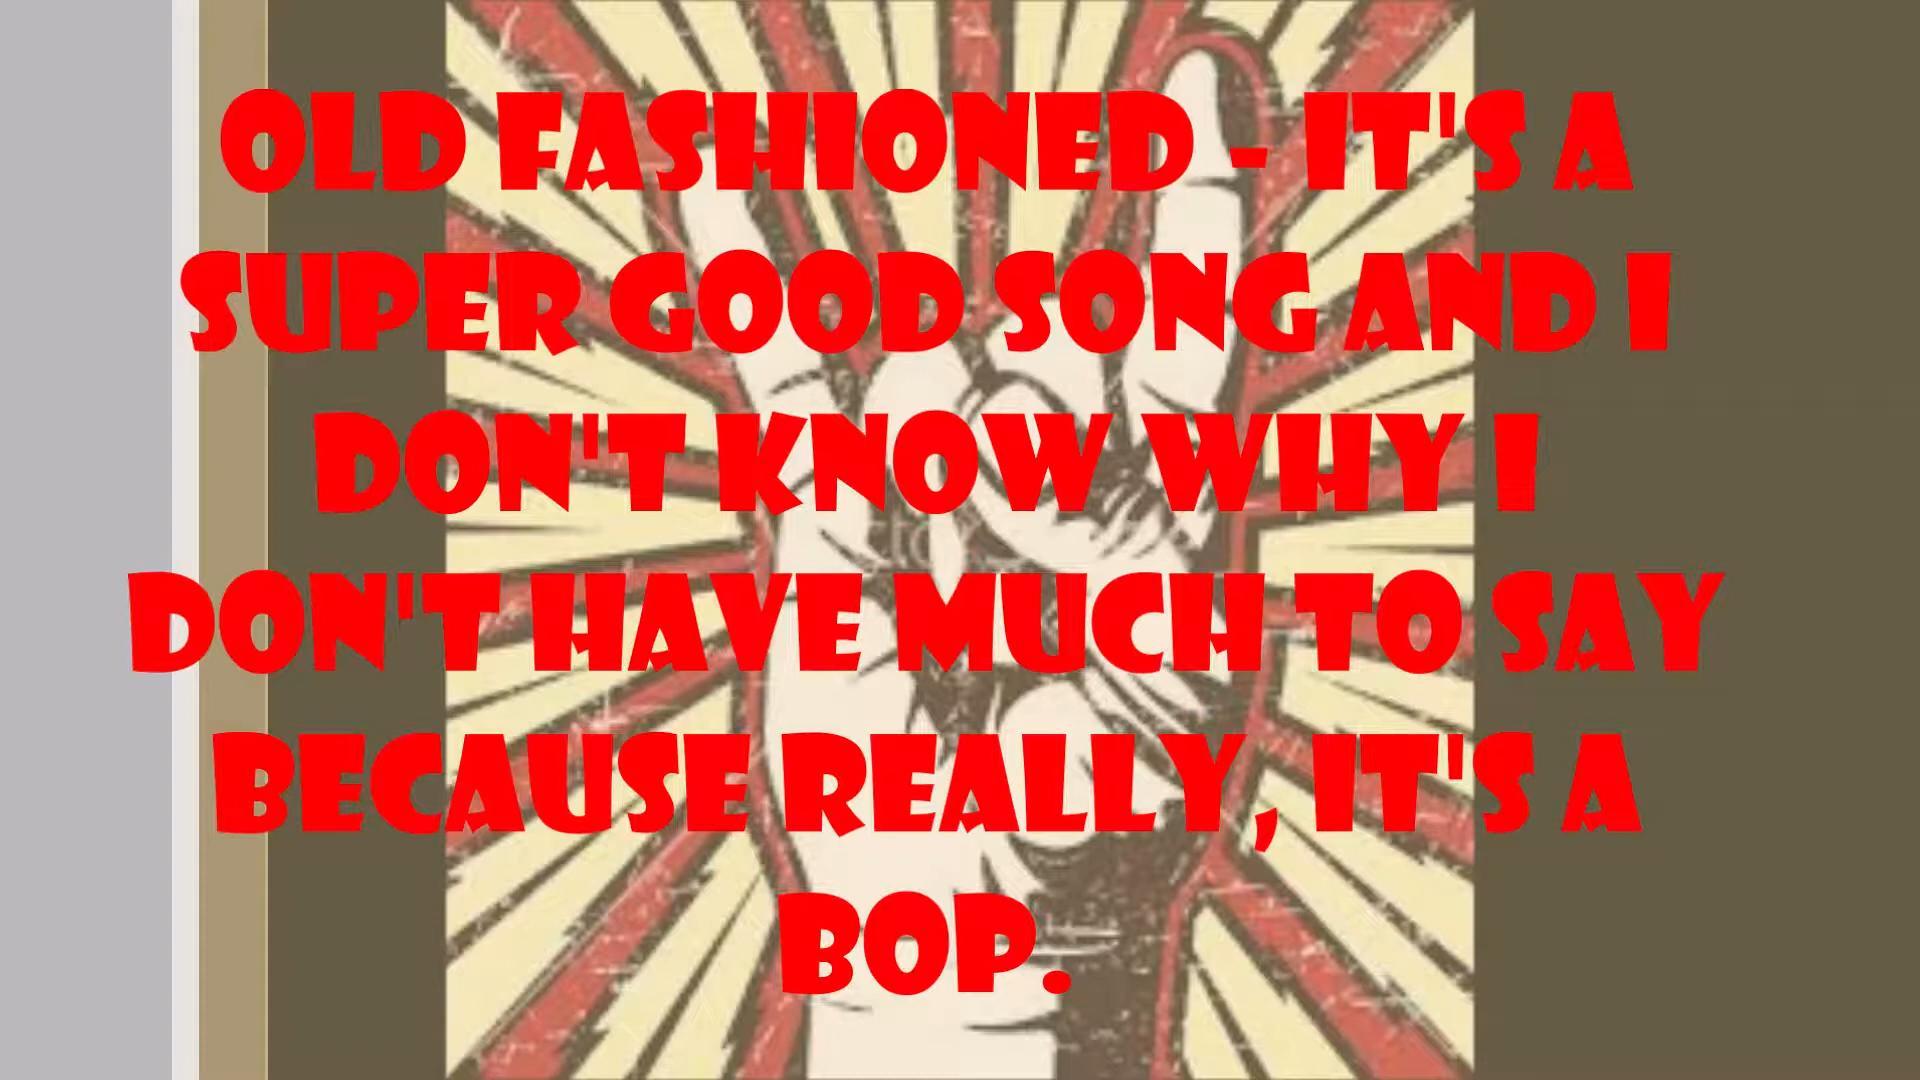 OLD FASHIONED - IT'S A
SUPER GOOD SONG AND I
DON'T KNOW WHY I
DON'T HAVE MUCH TO SAY
BECAUSE REALLY, IT'S A
BOP.